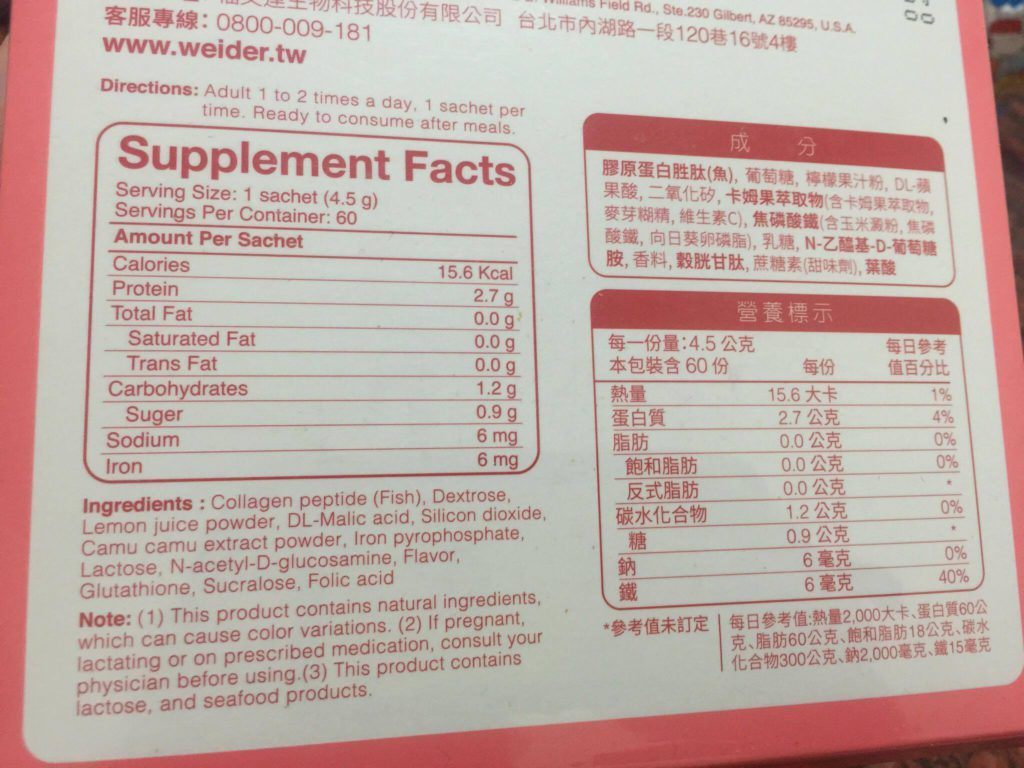 生物科技股份有限公司
Williams Field Rd., Ste.230 Gilbert, AZ 85295, U.S.A.
客服專線：0800-009-181
台北市內湖路一段120巷16號4樓
www.weider.tw
Directions: Adult 1 to 2 times a day, 1 sachet per
time. Ready to consume after meals.
Supplement Facts
Serving Size: 1 sachet (4.5 g)
Servings Per Container: 60
Amount Per Sachet
Calories 15.6 Kcal
Protein 2.7 g
Total Fat 0.0 g
Saturated Fat 0.0 g
Trans Fat 0.0 g
Carbohydrates 1.2 g
Suger 0.9 g
Sodium 6 mg
Iron 6 mg
Ingredients : Collagen peptide (Fish), Dextrose,
Lemon juice powder, DL-Malic acid, Silicon dioxide,
Camu camu extract powder, Iron pyrophosphate,
Lactose, N-acetyl-D-glucosamine, Flavor,
Glutathione, Sucralose, Folic acid
Note: (1) This product contains natural ingredients,
which can cause color variations. (2) If pregnant,
lactating or on prescribed medication, consult your
physician before using.(3) This product contains
lactose, and seafood products.
成 分
膠原蛋白胜肽(魚), 葡萄糖, 檸檬果汁粉, DL-蘋
果酸, 二氧化矽, 卡姆果萃取物(含卡姆果萃取物,
麥芽糊精, 維生素C), 焦磷酸鐵(含玉米澱粉, 焦磷
酸鐵, 向日葵卵磷脂), 乳糖, N-乙醯基-D-葡萄糖
胺, 香料, 穀胱甘肽, 蔗糖素(甜味劑), 葉酸
營養標示
每一份量:4.5 公克
本包裝含 60 份
每份
每日參考
值百分比
熱量 15.6 大卡 1%
蛋白質 2.7 公克 4%
脂肪 0.0 公克 0%
飽和脂肪 0.0 公克 0%
反式脂肪 0.0 公克 *
碳水化合物 1.2 公克 0%
糖 0.9 公克 *
鈉 6 毫克 0%
鐵 6 毫克 40%
*參考值未訂定
每日參考值:熱量2,000大卡、蛋白質60公
克、脂肪60公克、飽和脂肪18公克、碳水
化合物300公克、鈉2,000毫克、鐵15毫克